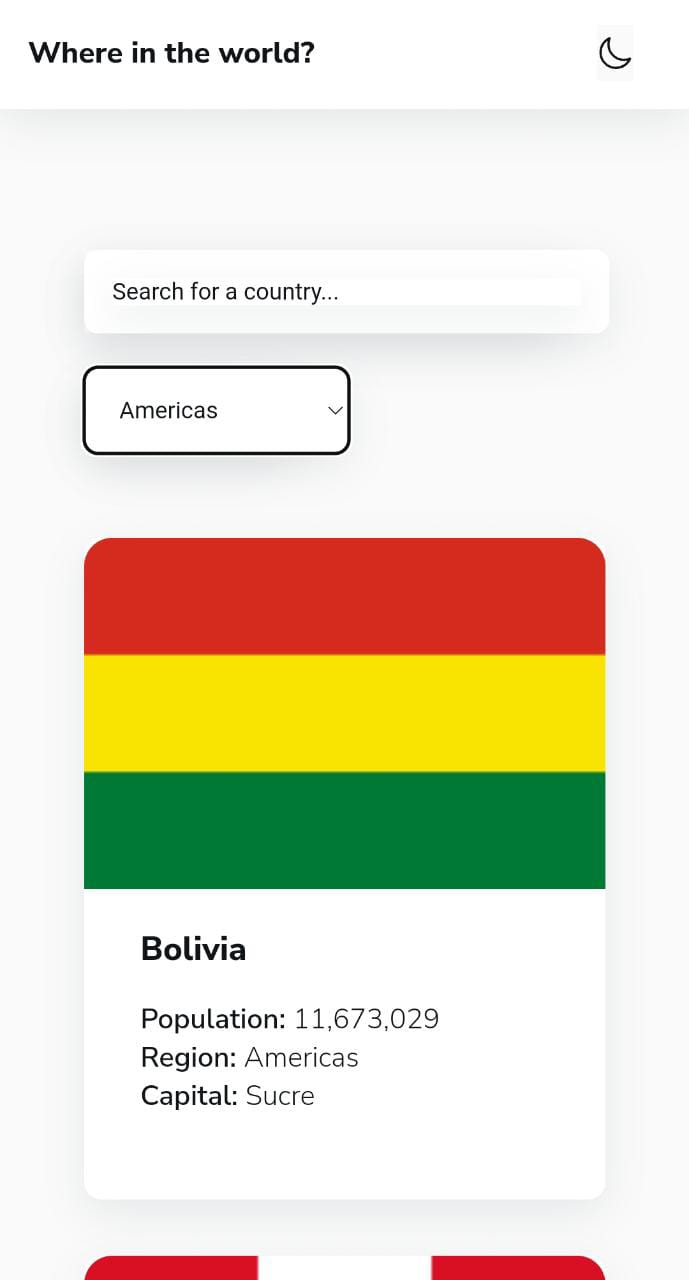 Where in the world?
Search for a country...
Americas
Bolivia
Population: 11,673,029
Region: Americas
Capital: Sucre